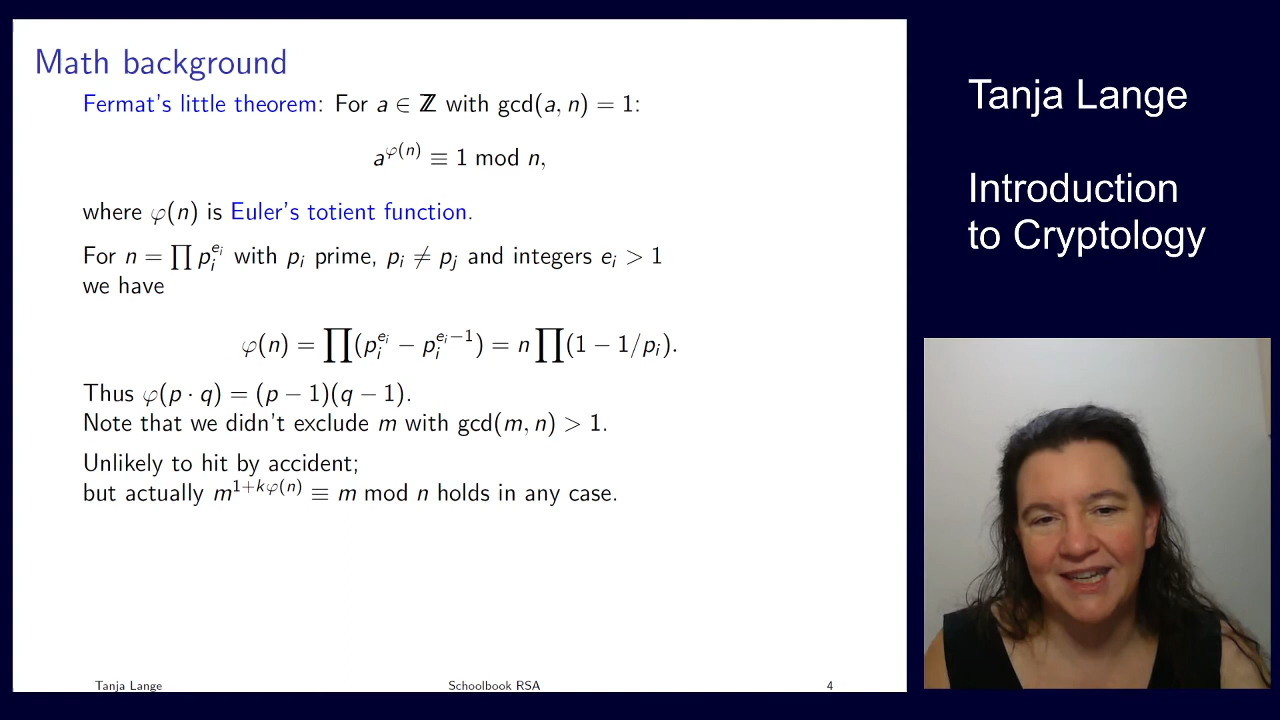 Math background
Fermat's little theorem: For a ∈ ℤ with gcd(a, n) = 1:
a^{φ(n)} ≡ 1 mod n,
where φ(n) is Euler's totient function.
For n = ∏ p_i^{e_i} with p_i prime, p_i ≠ p_j and integers e_i > 1
we have
φ(n) = ∏(p_i^{e_i} − p_i^{e_i−1}) = n ∏(1 − 1/p_i).
Thus φ(p · q) = (p − 1)(q − 1).
Note that we didn't exclude m with gcd(m, n) > 1.
Unlikely to hit by accident;
but actually m^{1+kφ(n)} ≡ m mod n holds in any case.
Tanja Lange Schoolbook RSA 4
Tanja Lange
Introduction
to Cryptology